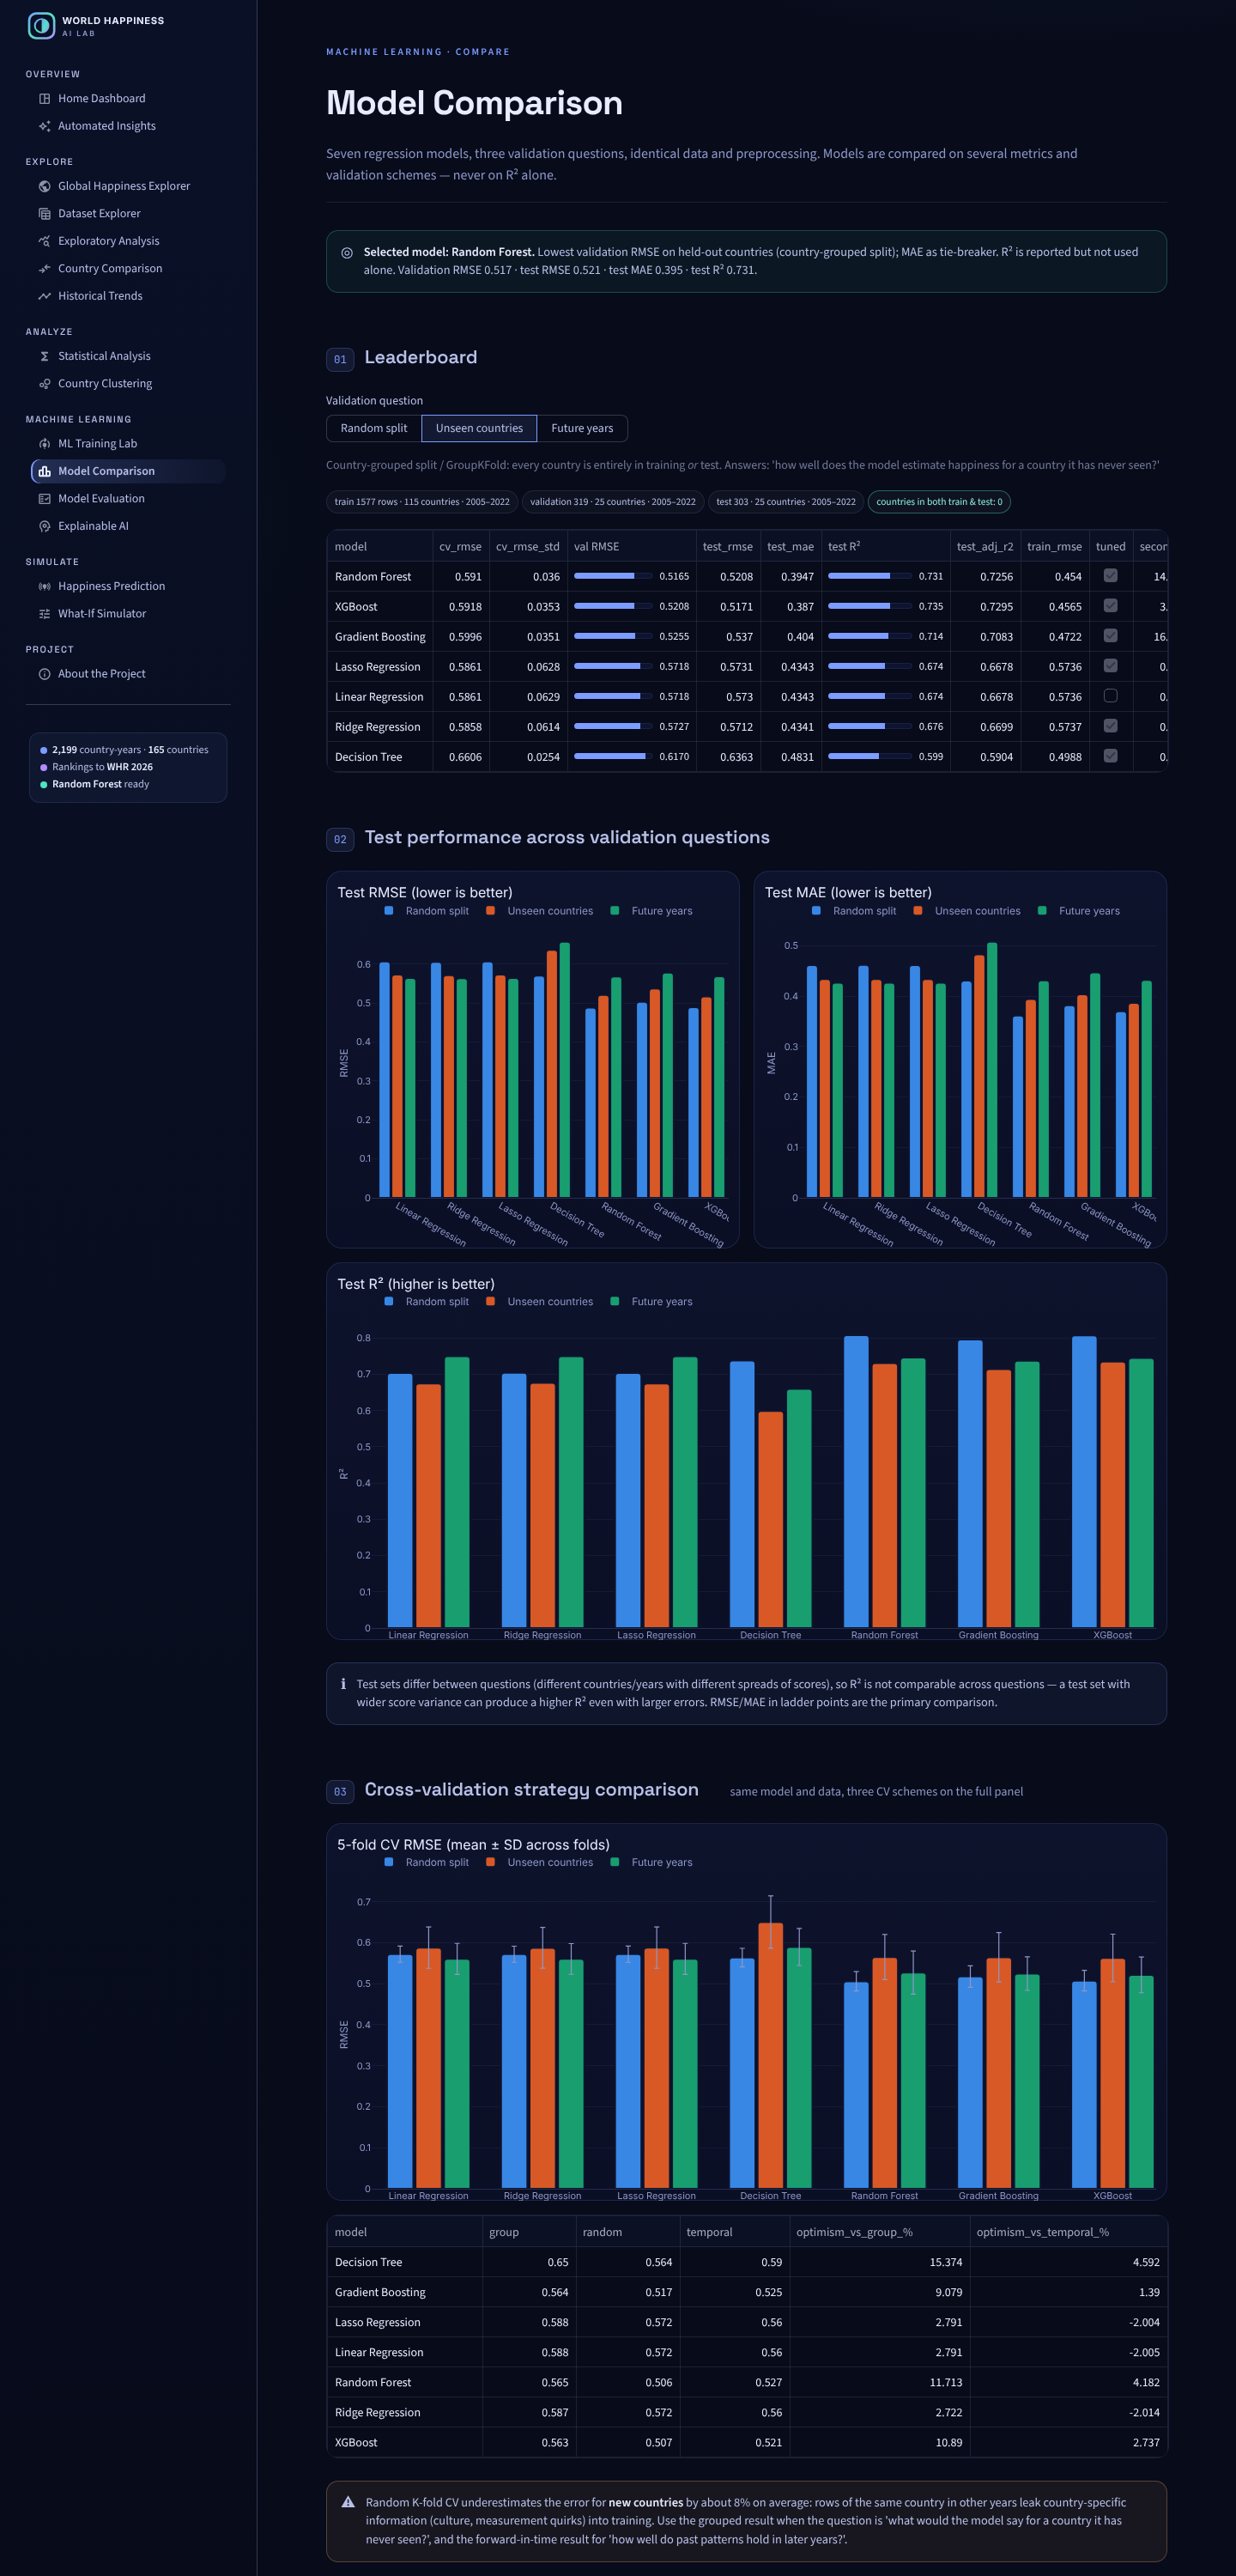 WORLD HAPPINESS
AI LAB
OVERVIEW
Home Dashboard
Automated Insights
EXPLORE
Global Happiness Explorer
Dataset Explorer
Exploratory Analysis
Country Comparison
Historical Trends
ANALYZE
Statistical Analysis
Country Clustering
MACHINE LEARNING
ML Training Lab
Model Comparison
Model Evaluation
Explainable AI
SIMULATE
Happiness Prediction
What-If Simulator
PROJECT
About the Project
2,199 country-years · 165 countries
Rankings to WHR 2026
Random Forest ready
MACHINE LEARNING · COMPARE
Model Comparison
Seven regression models, three validation questions, identical data and preprocessing. Models are compared on several metrics and
validation schemes — never on R² alone.
Selected model: Random Forest. Lowest validation RMSE on held-out countries (country-grouped split); MAE as tie-breaker. R² is reported but not used
alone. Validation RMSE 0.517 · test RMSE 0.521 · test MAE 0.395 · test R² 0.731.
01 Leaderboard
Validation question
Random split Unseen countries Future years
Country-grouped split / GroupKFold: every country is entirely in training or test. Answers: 'how well does the model estimate happiness for a country it has never seen?'
train 1577 rows · 115 countries · 2005–2022 validation 319 · 25 countries · 2005–2022 test 303 · 25 countries · 2005–2022 countries in both train & test: 0
model cv_rmse cv_rmse_std val RMSE test_rmse test_mae test R² test_adj_r2 train_rmse tuned secon
Random Forest 0.591 0.036 0.5165 0.5208 0.3947 0.731 0.7256 0.454 14.
XGBoost 0.5918 0.0353 0.5208 0.5171 0.387 0.735 0.7295 0.4565 3.
Gradient Boosting 0.5996 0.0351 0.5255 0.537 0.404 0.714 0.7083 0.4722 16.
Lasso Regression 0.5861 0.0628 0.5718 0.5731 0.4343 0.674 0.6678 0.5736 0.
Linear Regression 0.5861 0.0629 0.5718 0.573 0.4343 0.674 0.6678 0.5736 0.
Ridge Regression 0.5858 0.0614 0.5727 0.5712 0.4341 0.676 0.6699 0.5737 0.
Decision Tree 0.6606 0.0254 0.6170 0.6363 0.4831 0.599 0.5904 0.4988 0.
02 Test performance across validation questions
Test RMSE (lower is better)
Random split Unseen countries Future years
0.6
0.5
0.4
0.3
0.2
0.1
0
RMSE
Linear Regression Ridge Regression Lasso Regression Decision Tree Random Forest Gradient Boosting XGBo
Test MAE (lower is better)
Random split Unseen countries Future years
0.5
0.4
0.3
0.2
0.1
0
MAE
Linear Regression Ridge Regression Lasso Regression Decision Tree Random Forest Gradient Boosting XGBo
Test R² (higher is better)
Random split Unseen countries Future years
0.8
0.7
0.6
0.5
0.4
0.3
0.2
0.1
0
R²
Linear Regression Ridge Regression Lasso Regression Decision Tree Random Forest Gradient Boosting XGBoost
Test sets differ between questions (different countries/years with different spreads of scores), so R² is not comparable across questions — a test set with
wider score variance can produce a higher R² even with larger errors. RMSE/MAE in ladder points are the primary comparison.
03 Cross-validation strategy comparison same model and data, three CV schemes on the full panel
5-fold CV RMSE (mean ± SD across folds)
Random split Unseen countries Future years
0.7
0.6
0.5
0.4
0.3
0.2
0.1
0
RMSE
Linear Regression Ridge Regression Lasso Regression Decision Tree Random Forest Gradient Boosting XGBoost
model group random temporal optimism_vs_group_% optimism_vs_temporal_%
Decision Tree 0.65 0.564 0.59 15.374 4.592
Gradient Boosting 0.564 0.517 0.525 9.079 1.39
Lasso Regression 0.588 0.572 0.56 2.791 -2.004
Linear Regression 0.588 0.572 0.56 2.791 -2.005
Random Forest 0.565 0.506 0.527 11.713 4.182
Ridge Regression 0.587 0.572 0.56 2.722 -2.014
XGBoost 0.563 0.507 0.521 10.89 2.737
Random K-fold CV underestimates the error for new countries by about 8% on average: rows of the same country in other years leak country-specific
information (culture, measurement quirks) into training. Use the grouped result when the question is 'what would the model say for a country it has
never seen?', and the forward-in-time result for 'how well do past patterns hold in later years?'.